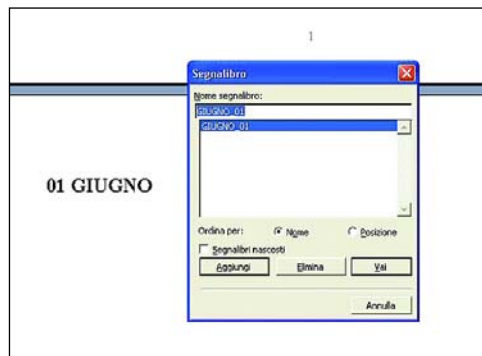 1
Segnalibro
Nome segnalibro:
GIUGNO_01
GIUGNO_01
01 GIUGNO
Ordina per: Nome Posizione
Segnalibri nascosti
Aggiungi Elimina Vai
Annulla